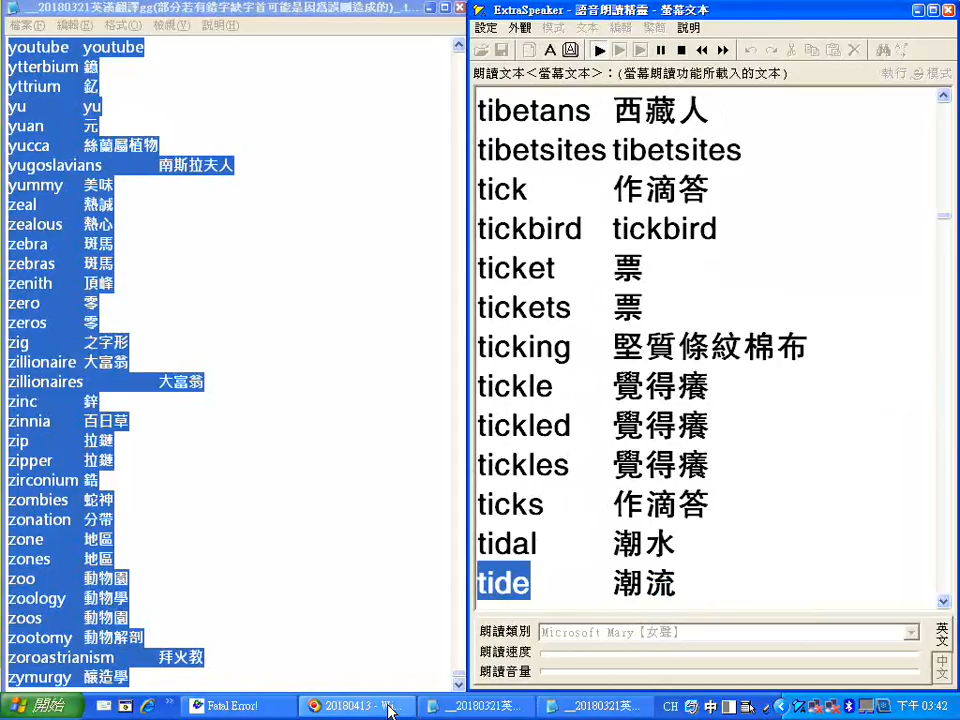 __20180321英漢翻譯gg(部分若有錯字缺字首可能是因為誤刪造成的)_.t
檔案(F) 編輯(E) 格式(O) 檢視(V) 說明(H)
youtube youtube
ytterbium 鐿
yttrium 釔
yu yu
yuan 元
yucca 絲蘭屬植物
yugoslavians 南斯拉夫人
yummy 美味
zeal 熱誠
zealous 熱心
zebra 斑馬
zebras 斑馬
zenith 頂峰
zero 零
zeros 零
zig 之字形
zillionaire 大富翁
zillionaires 大富翁
zinc 鋅
zinnia 百日草
zip 拉鏈
zipper 拉鏈
zirconium 鋯
zombies 蛇神
zonation 分帶
zone 地區
zones 地區
zoo 動物園
zoology 動物學
zoos 動物園
zootomy 動物解剖
zoroastrianism 拜火教
zymurgy 釀造學
ExtraSpeaker - 語音朗讀精靈 - 螢幕文本
設定 外觀 模式 文本 編輯 繁簡 說明
朗讀文本<螢幕文本>：(螢幕朗讀功能所載入的文本)
執行 模式
tibetans 西藏人
tibetsites tibetsites
tick 作滴答
tickbird tickbird
ticket 票
tickets 票
ticking 堅質條紋棉布
tickle 覺得癢
tickled 覺得癢
tickles 覺得癢
ticks 作滴答
tidal 潮水
tide 潮流
朗讀類別 Microsoft Mary【女聲】
朗讀速度
朗讀音量
英文
中文
開始
Fatal Error!
20180413 -
__20180321英...
__20180321英...
CH 中
下午 03:42